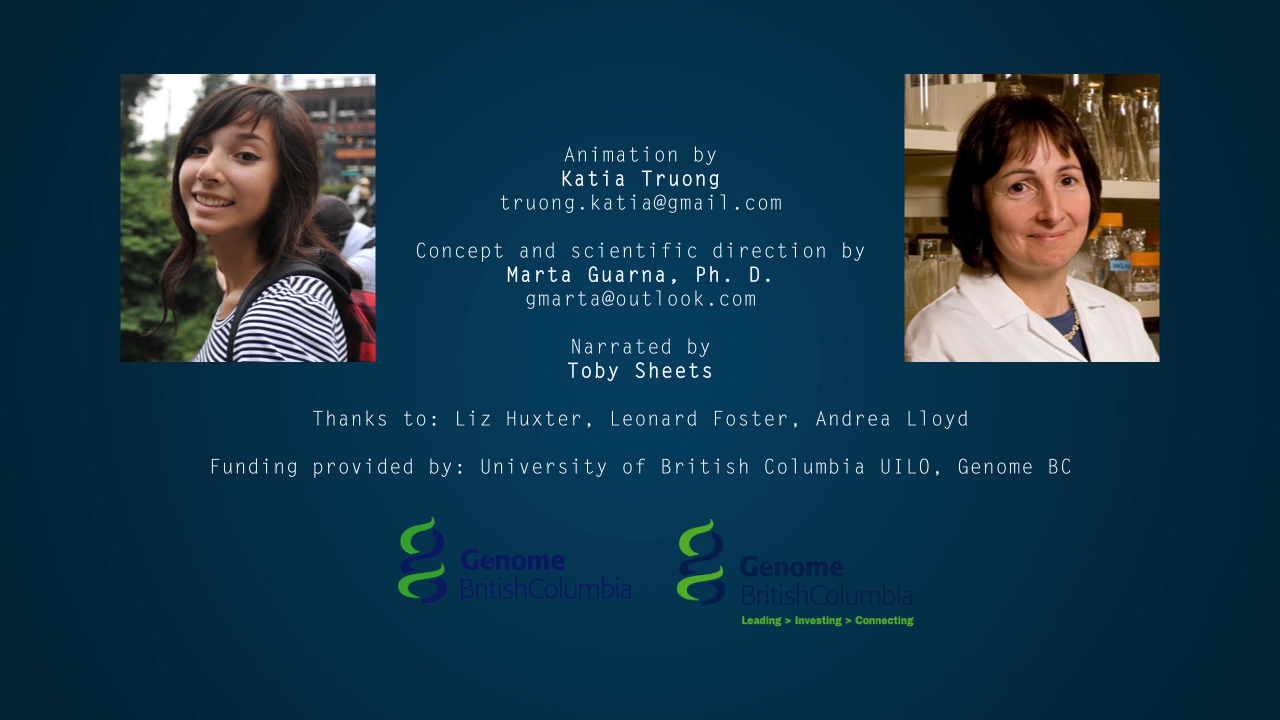 Animation by
Katia Truong
truong.katia@gmail.com
Concept and scientific direction by
Marta Guarna, Ph. D.
gmarta@outlook.com
Narrated by
Toby Sheets
Thanks to: Liz Huxter, Leonard Foster, Andrea Lloyd
Funding provided by: University of British Columbia UILO, Genome BC
Genome
BritishColumbia
Genome
BritishColumbia
Leading > Investing > Connecting